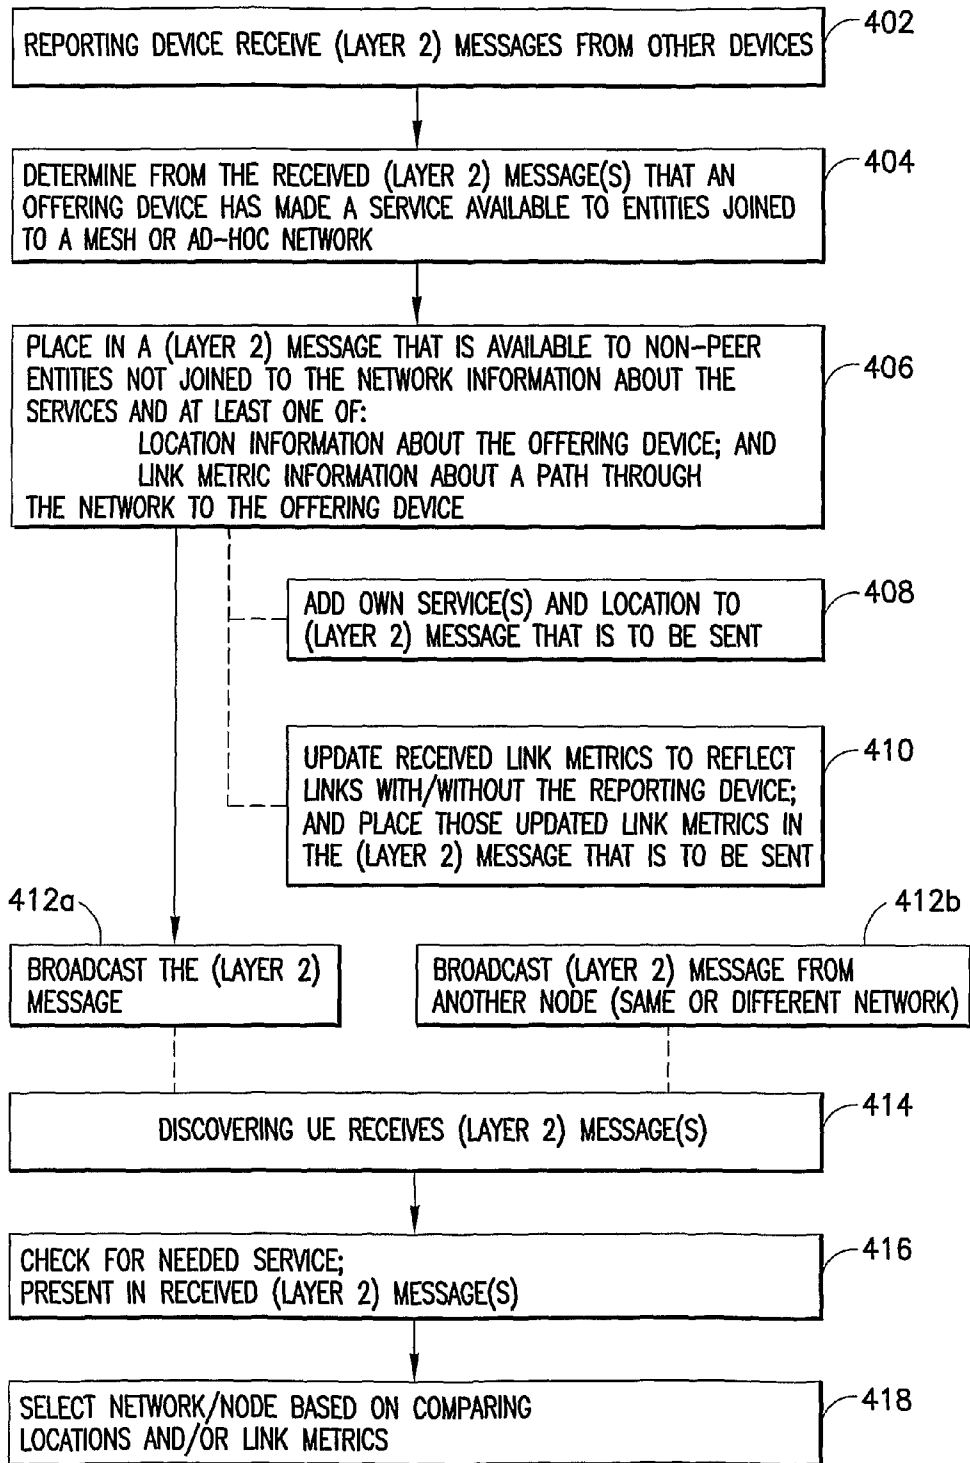 REPORTING DEVICE RECEIVE (LAYER 2) MESSAGES FROM OTHER DEVICES
402
DETERMINE FROM THE RECEIVED (LAYER 2) MESSAGE(S) THAT AN
OFFERING DEVICE HAS MADE A SERVICE AVAILABLE TO ENTITIES JOINED
TO A MESH OR AD-HOC NETWORK
404
PLACE IN A (LAYER 2) MESSAGE THAT IS AVAILABLE TO NON-PEER
ENTITIES NOT JOINED TO THE NETWORK INFORMATION ABOUT THE
SERVICES AND AT LEAST ONE OF:
LOCATION INFORMATION ABOUT THE OFFERING DEVICE; AND
LINK METRIC INFORMATION ABOUT A PATH THROUGH
THE NETWORK TO THE OFFERING DEVICE
406
ADD OWN SERVICE(S) AND LOCATION TO
(LAYER 2) MESSAGE THAT IS TO BE SENT
408
UPDATE RECEIVED LINK METRICS TO REFLECT
LINKS WITH/WITHOUT THE REPORTING DEVICE;
AND PLACE THOSE UPDATED LINK METRICS IN
THE (LAYER 2) MESSAGE THAT IS TO BE SENT
410
412a
BROADCAST THE (LAYER 2)
MESSAGE
412b
BROADCAST (LAYER 2) MESSAGE FROM
ANOTHER NODE (SAME OR DIFFERENT NETWORK)
DISCOVERING UE RECEIVES (LAYER 2) MESSAGE(S)
414
CHECK FOR NEEDED SERVICE;
PRESENT IN RECEIVED (LAYER 2) MESSAGE(S)
416
SELECT NETWORK/NODE BASED ON COMPARING
LOCATIONS AND/OR LINK METRICS
418